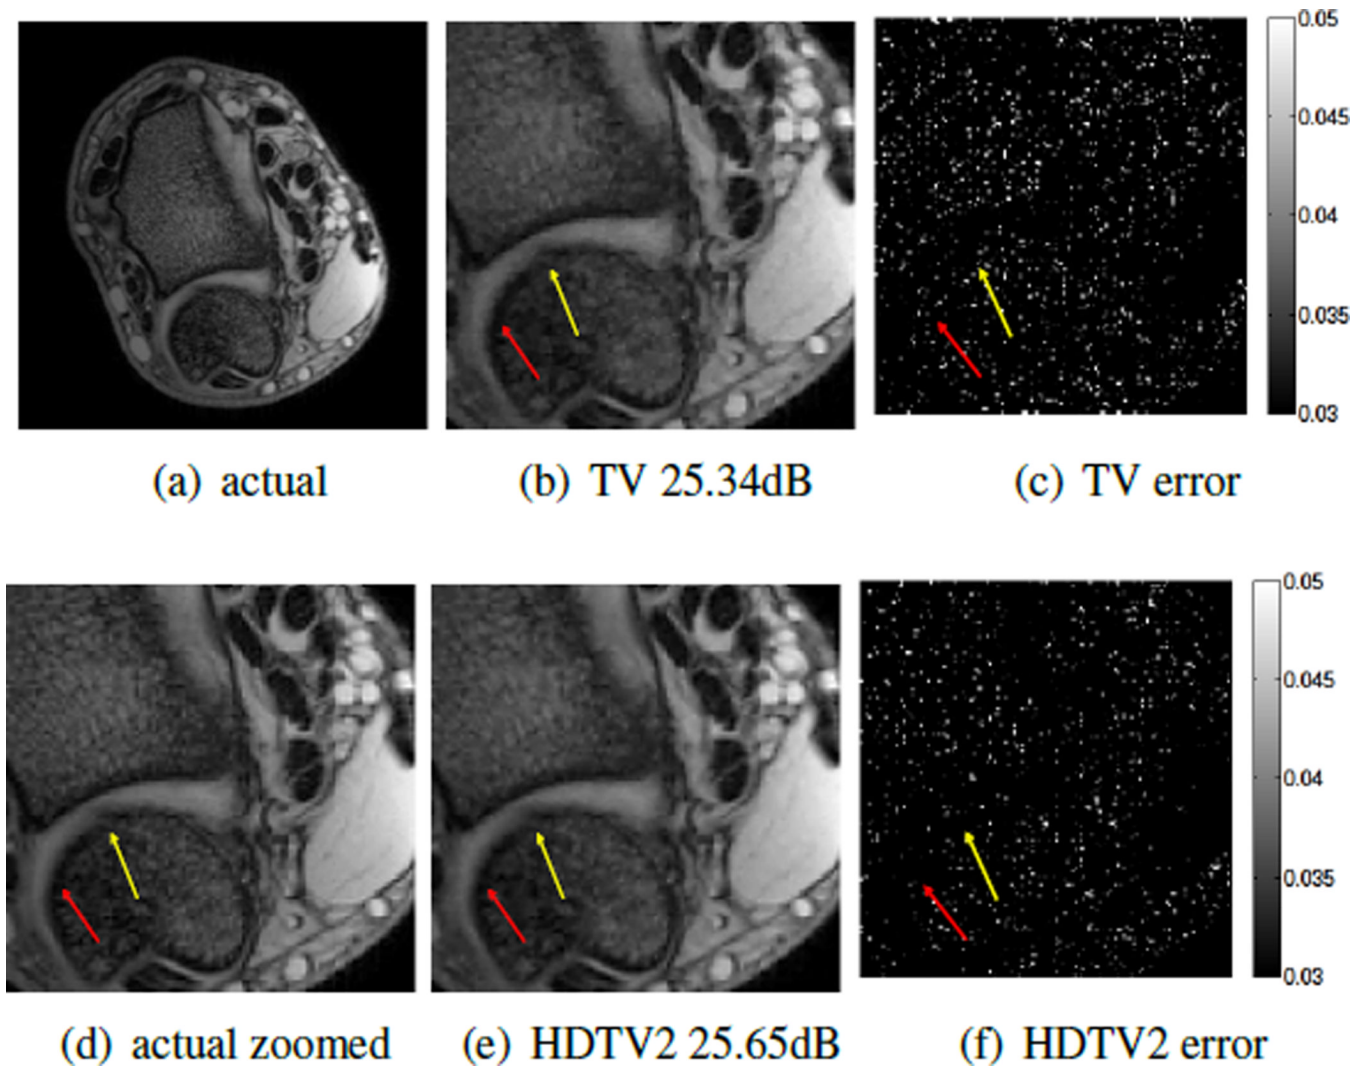 0.05
0.045
0.04
0.035
0.03
(a) actual
(b) TV 25.34dB
(c) TV error
0.05
0.045
0.04
0.035
0.03
(d) actual zoomed
(e) HDTV2 25.65dB
(f) HDTV2 error